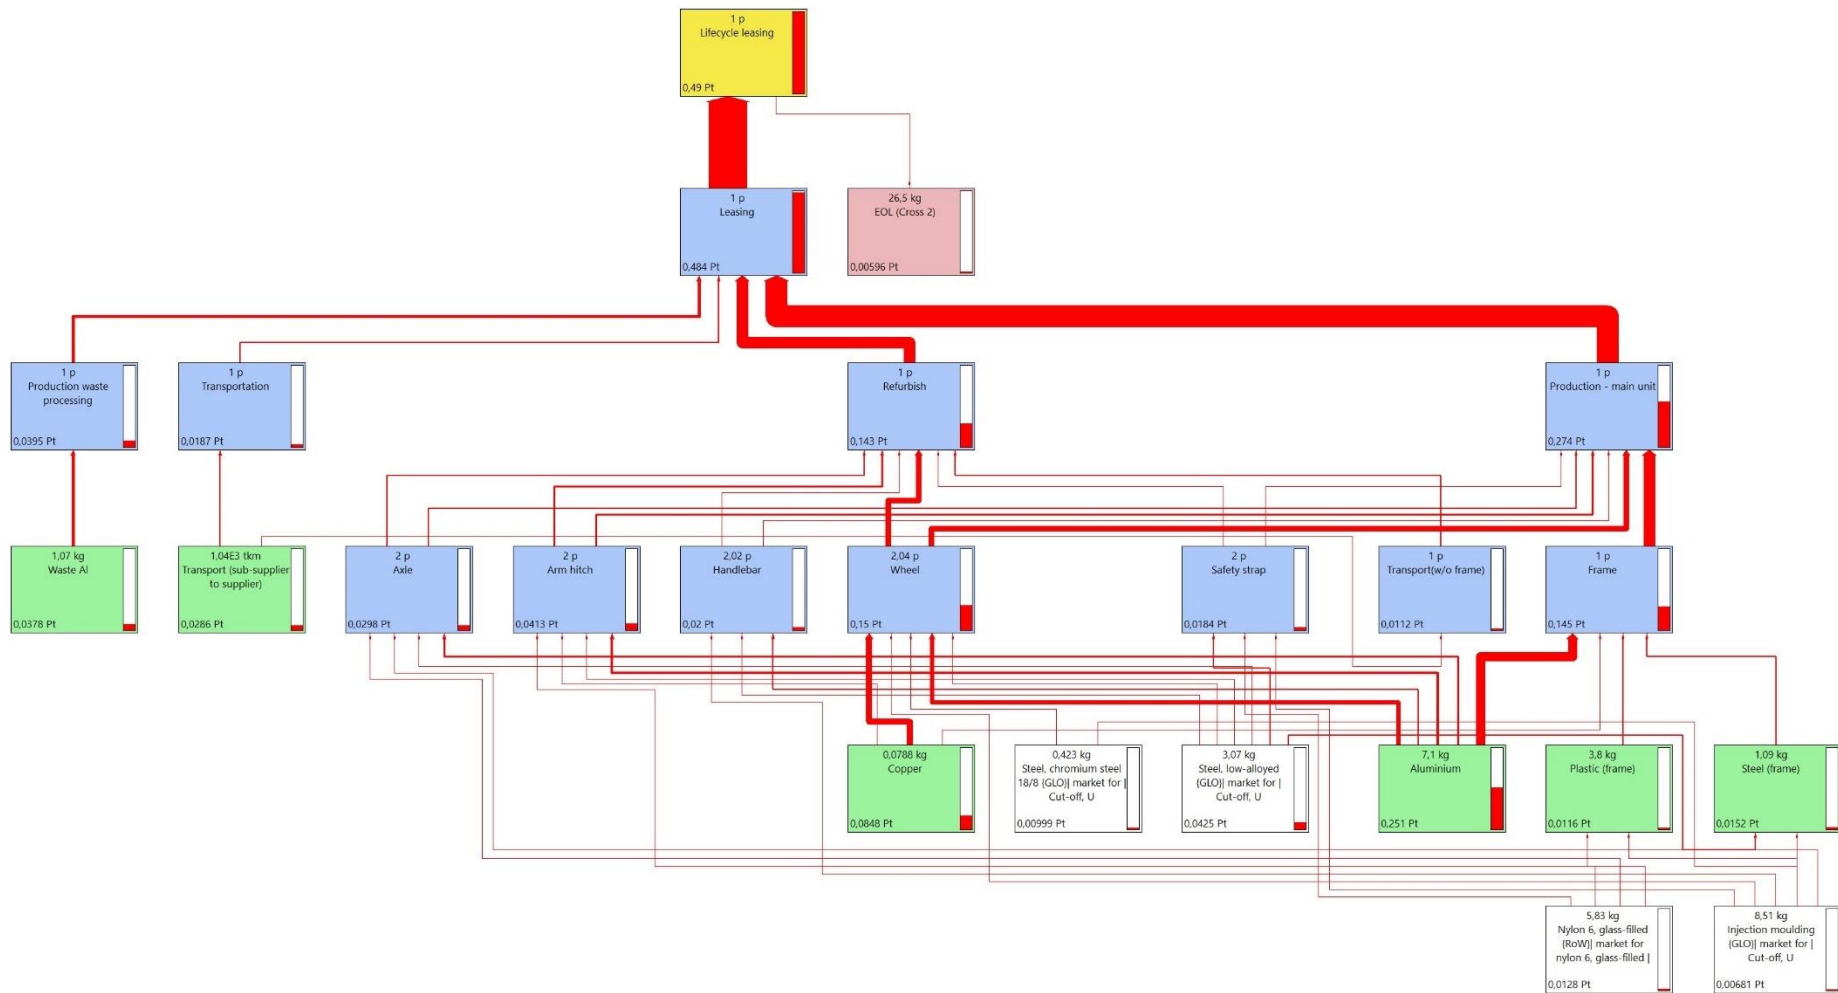 1 p
Lifecycle leasing
0,49 Pt
1 p
Leasing
0,484 Pt
26,5 kg
EOL (Cross 2)
0,00596 Pt
1 p
Production waste
processing
0,0395 Pt
1 p
Transportation
0,0187 Pt
1 p
Refurbish
0,143 Pt
1 p
Production - main unit
0,274 Pt
1,07 kg
Waste Al
0,0378 Pt
1,04E3 tkm
Transport (sub-supplier
to supplier)
0,0286 Pt
2 p
Axle
0,0298 Pt
2 p
Arm hitch
0,0413 Pt
2,02 p
Handlebar
0,02 Pt
2,04 p
Wheel
0,15 Pt
2 p
Safety strap
0,0184 Pt
1 p
Transport(w/o frame)
0,0112 Pt
1 p
Frame
0,145 Pt
0,0788 kg
Copper
0,0848 Pt
0,423 kg
Steel, chromium steel
18/8 {GLO}| market for |
Cut-off, U
0,00999 Pt
3,07 kg
Steel, low-alloyed
{GLO}| market for |
Cut-off, U
0,0425 Pt
7,1 kg
Aluminium
0,251 Pt
3,8 kg
Plastic (frame)
0,0116 Pt
1,09 kg
Steel (frame)
0,0152 Pt
5,83 kg
Nylon 6, glass-filled
{RoW}| market for
nylon 6, glass-filled |
0,0128 Pt
8,51 kg
Injection moulding
{GLO}| market for |
Cut-off, U
0,00681 Pt